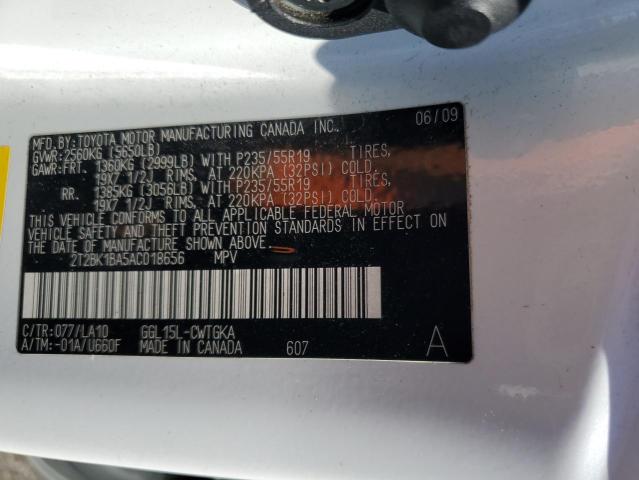 MFD. BY: TOYOTA MOTOR MANUFACTURING CANADA INC. 06/09
GVWR: 2560KG (5650LB)
GAWR: FRT. 1360KG (2999LB) WITH P235/55R19 TIRES,
19X7 1/2J RIMS, AT 220KPA (32PSI) COLD.
RR. 1385KG (3056LB) WITH P235/55R19 TIRES,
19X7 1/2J RIMS, AT 220KPA (32PSI) COLD.
THIS VEHICLE CONFORMS TO ALL APPLICABLE FEDERAL MOTOR
VEHICLE SAFETY AND THEFT PREVENTION STANDARDS IN EFFECT ON
THE DATE OF MANUFACTURE SHOWN ABOVE.
2T2BK1BA5AC018656 MPV
C/TR: 077/LA10 GGL15L-CWTGKA
A/TM: -01A/U660F MADE IN CANADA 607 A